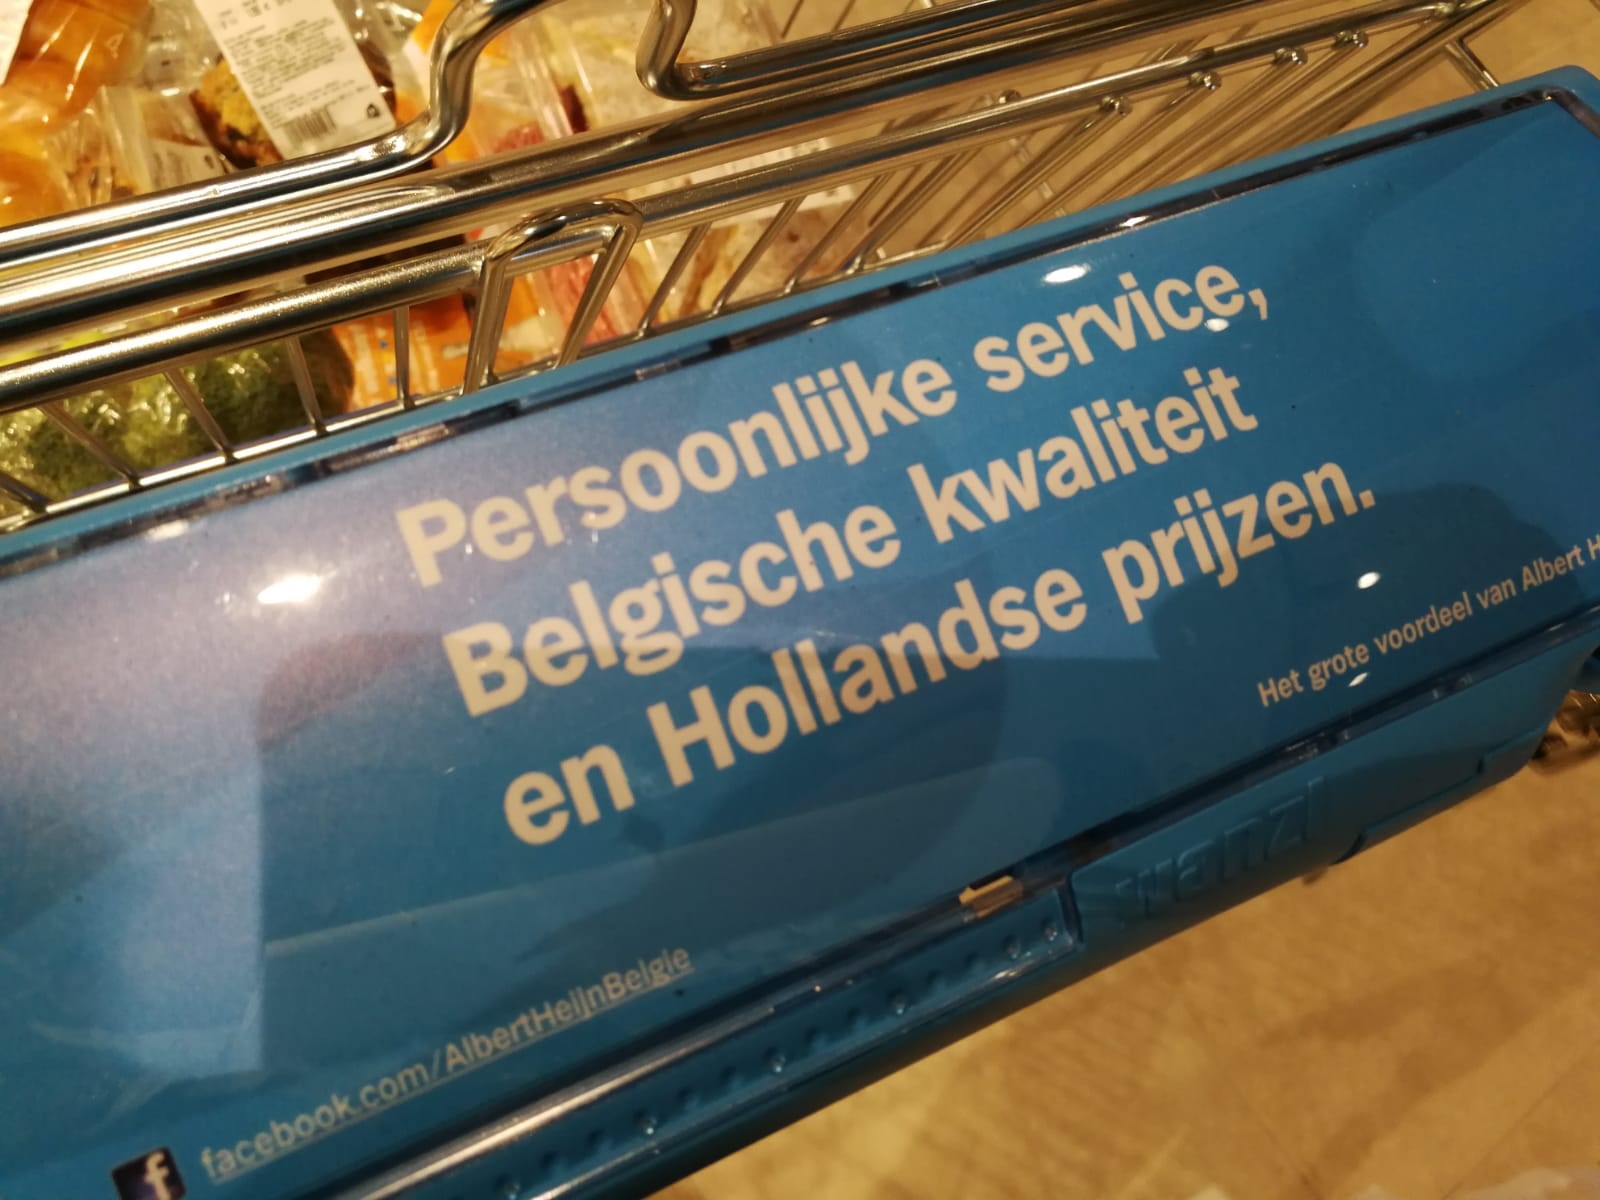 Persoonlijke service,
Belgische kwaliteit
en Hollandse prijzen.
Het grote voordeel van Albert H
facebook.com/AlbertHeijnBelgie
wanzl